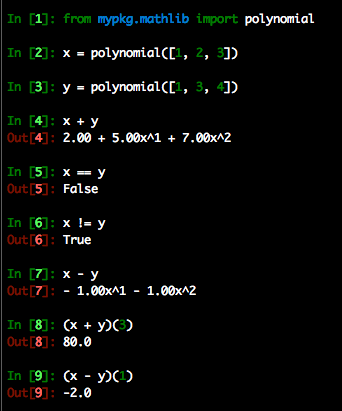 In [1]: from mypkg.mathlib import polynomial
In [2]: x = polynomial([1, 2, 3])
In [3]: y = polynomial([1, 3, 4])
In [4]: x + y
Out[4]: 2.00 + 5.00x^1 + 7.00x^2
In [5]: x == y
Out[5]: False
In [6]: x != y
Out[6]: True
In [7]: x - y
Out[7]: - 1.00x^1 - 1.00x^2
In [8]: (x + y)(3)
Out[8]: 80.0
In [9]: (x - y)(1)
Out[9]: -2.0